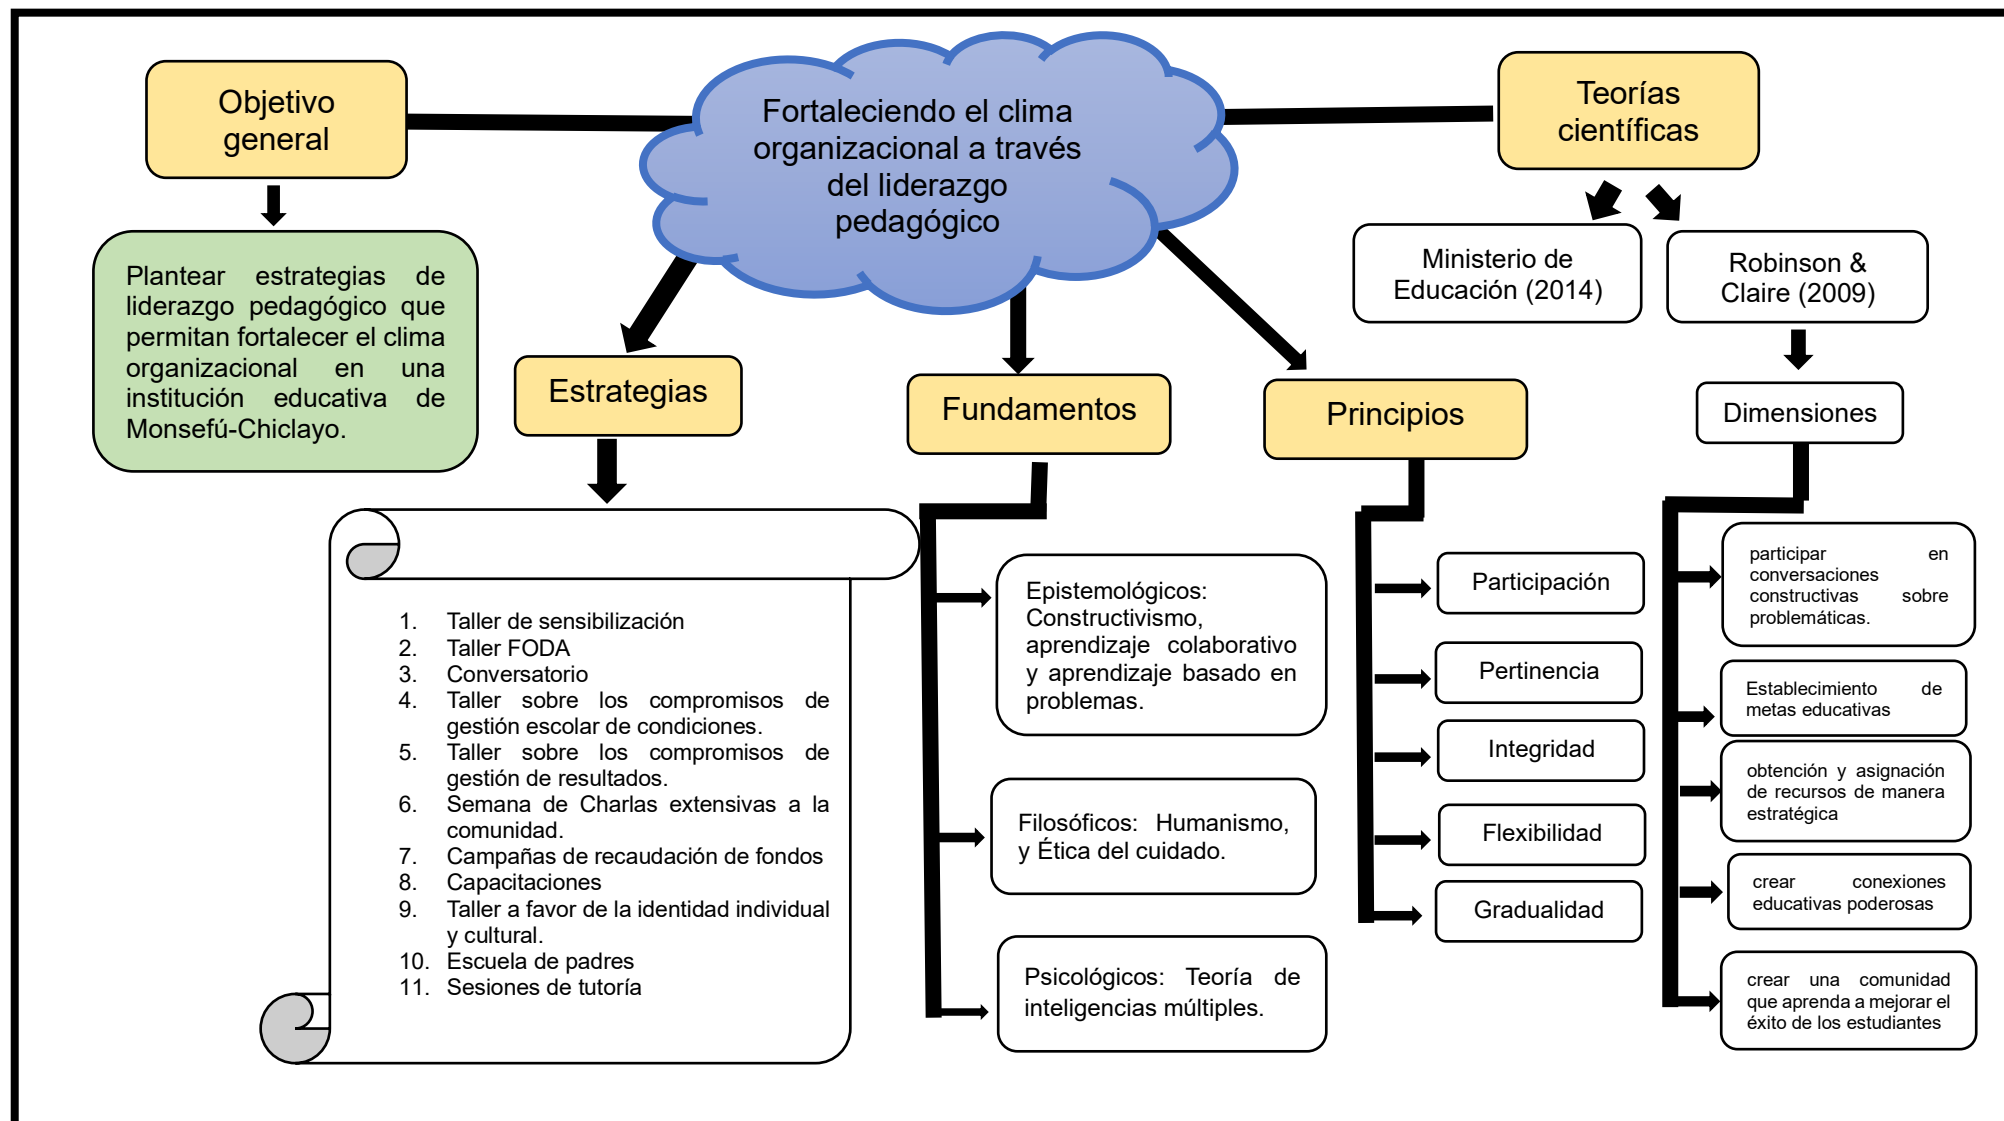 Objetivo
general
Fortaleciendo el clima
organizacional a través
del liderazgo
pedagógico
Teorías
científicas
Plantear estrategias de
liderazgo pedagógico que
permitan fortalecer el clima
organizacional en una
institución educativa de
Monsefú-Chiclayo.
Ministerio de
Educación (2014)
Robinson &
Claire (2009)
Estrategias
Fundamentos
Principios
Dimensiones
1. Taller de sensibilización
2. Taller FODA
3. Conversatorio
4. Taller sobre los compromisos de
gestión escolar de condiciones.
5. Taller sobre los compromisos de
gestión de resultados.
6. Semana de Charlas extensivas a la
comunidad.
7. Campañas de recaudación de fondos
8. Capacitaciones
9. Taller a favor de la identidad individual
y cultural.
10. Escuela de padres
11. Sesiones de tutoría
Epistemológicos:
Constructivismo,
aprendizaje colaborativo
y aprendizaje basado en
problemas.
Filosóficos: Humanismo,
y Ética del cuidado.
Psicológicos: Teoría de
inteligencias múltiples.
Participación
Pertinencia
Integridad
Flexibilidad
Gradualidad
participar en
conversaciones
constructivas sobre
problemáticas.
Establecimiento de
metas educativas
obtención y asignación
de recursos de manera
estratégica
crear conexiones
educativas poderosas
crear una comunidad
que aprenda a mejorar el
éxito de los estudiantes